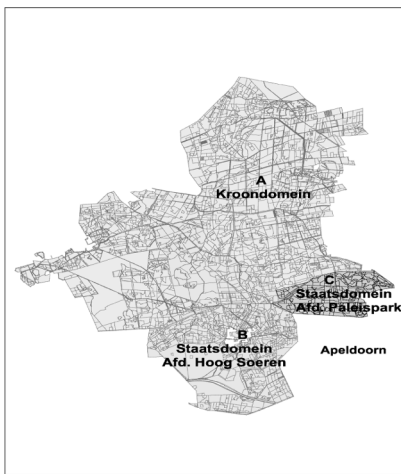 A
Kroondomein
C
Staatsdomein
Afd. Paleispark
B
Staatsdomein
Afd. Hoog Soeren
Apeldoorn